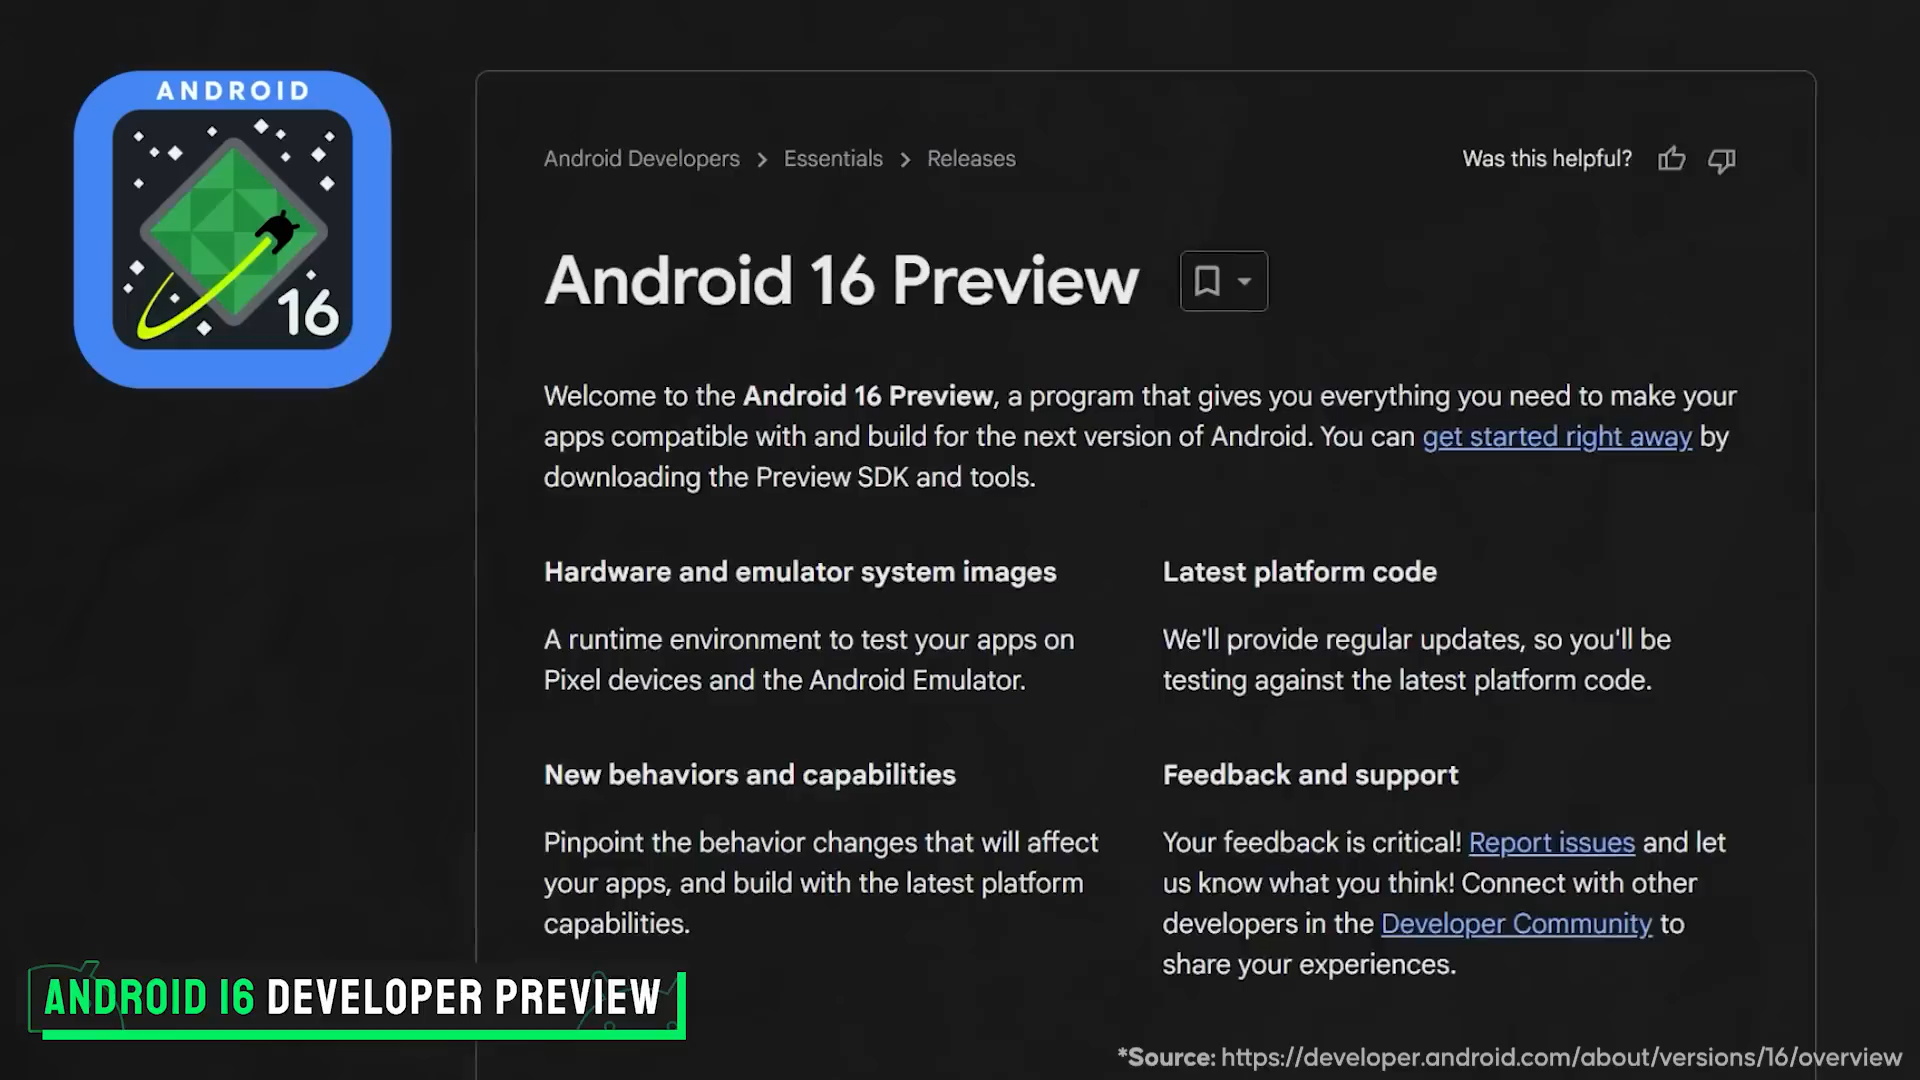 ANDROID
16
Android Developers > Essentials > Releases
Was this helpful?
Android 16 Preview
Welcome to the Android 16 Preview, a program that gives you everything you need to make your
apps compatible with and build for the next version of Android. You can get started right away by
downloading the Preview SDK and tools.
Hardware and emulator system images
A runtime environment to test your apps on
Pixel devices and the Android Emulator.
Latest platform code
We'll provide regular updates, so you'll be
testing against the latest platform code.
New behaviors and capabilities
Pinpoint the behavior changes that will affect
your apps, and build with the latest platform
capabilities.
Feedback and support
Your feedback is critical! Report issues and let
us know what you think! Connect with other
developers in the Developer Community to
share your experiences.
ANDROID 16 DEVELOPER PREVIEW
*Source: https://developer.android.com/about/versions/16/overview